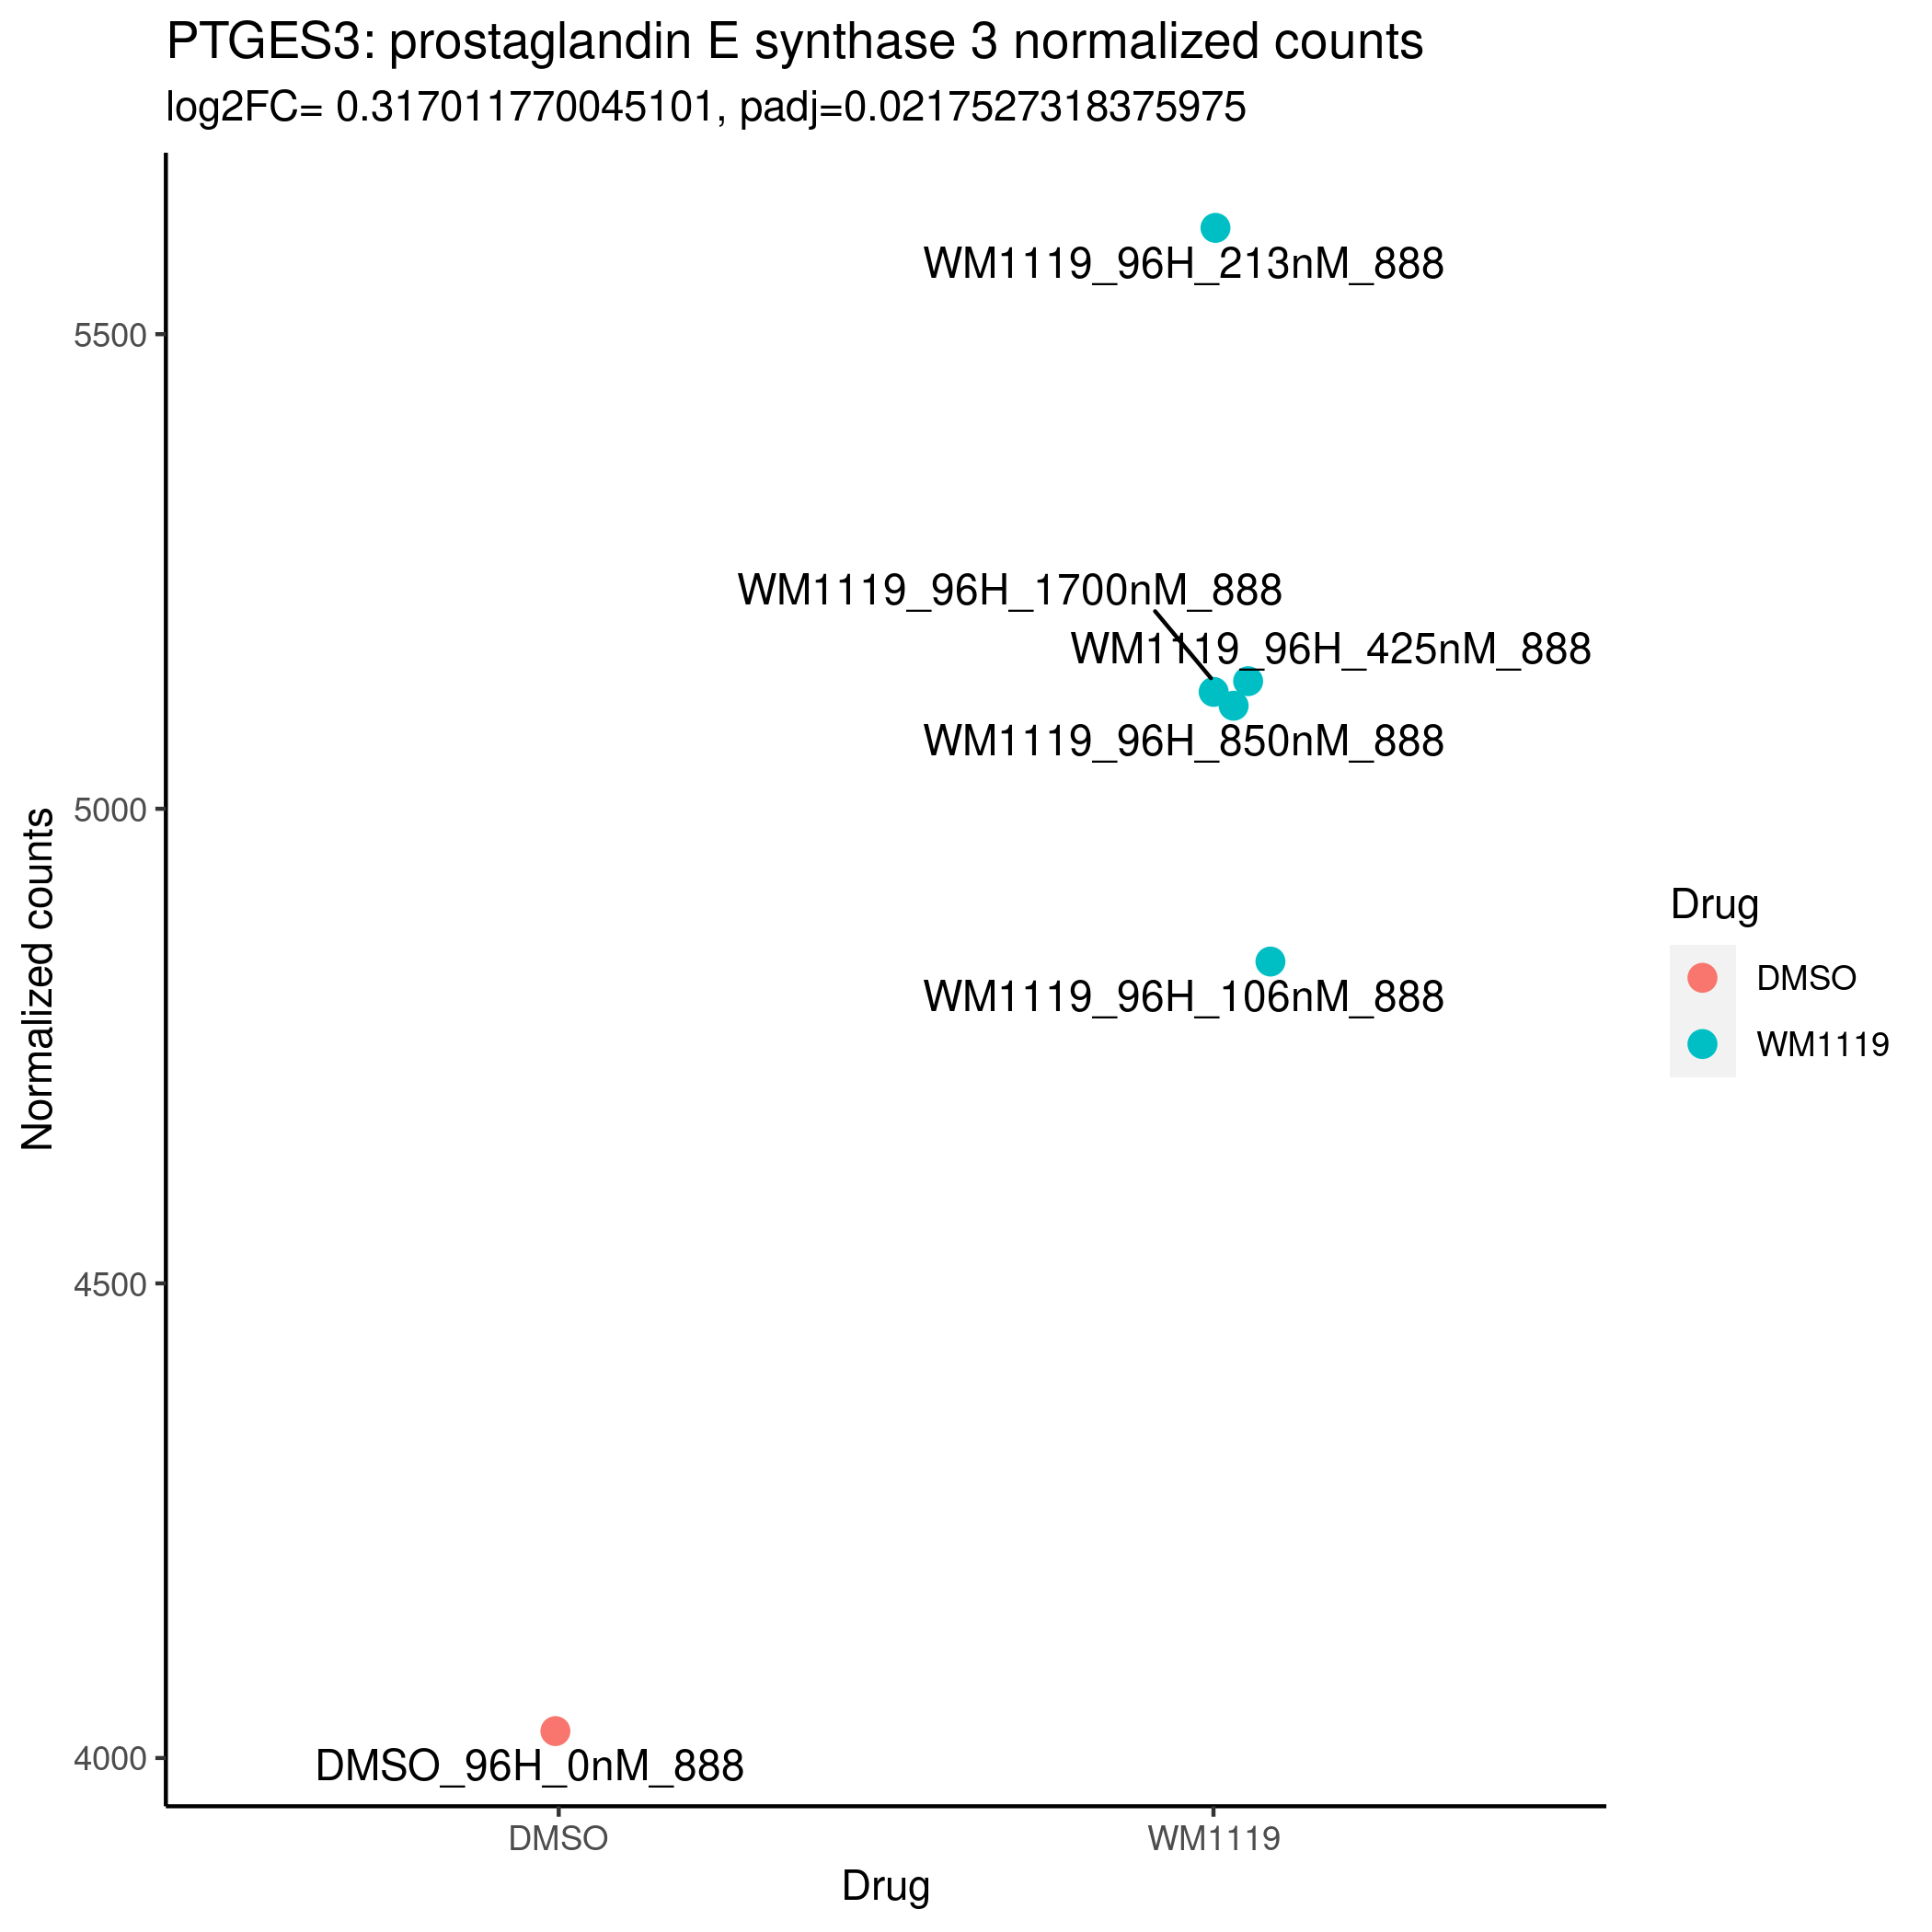 PTGES3: prostaglandin E synthase 3 normalized counts
log2FC= 0.317011770045101, padj=0.0217527318375975
WM1119_96H_213nM_888
5500
WM1119_96H_1700nM_888
WM1119_96H_425nM_888
WM1119_96H_850nM_888
5000
Normalized counts
WM1119_96H_106nM_888
Drug
DMSO
WM1119
4500
4000
DMSO_96H_0nM_888
DMSO
WM1119
Drug